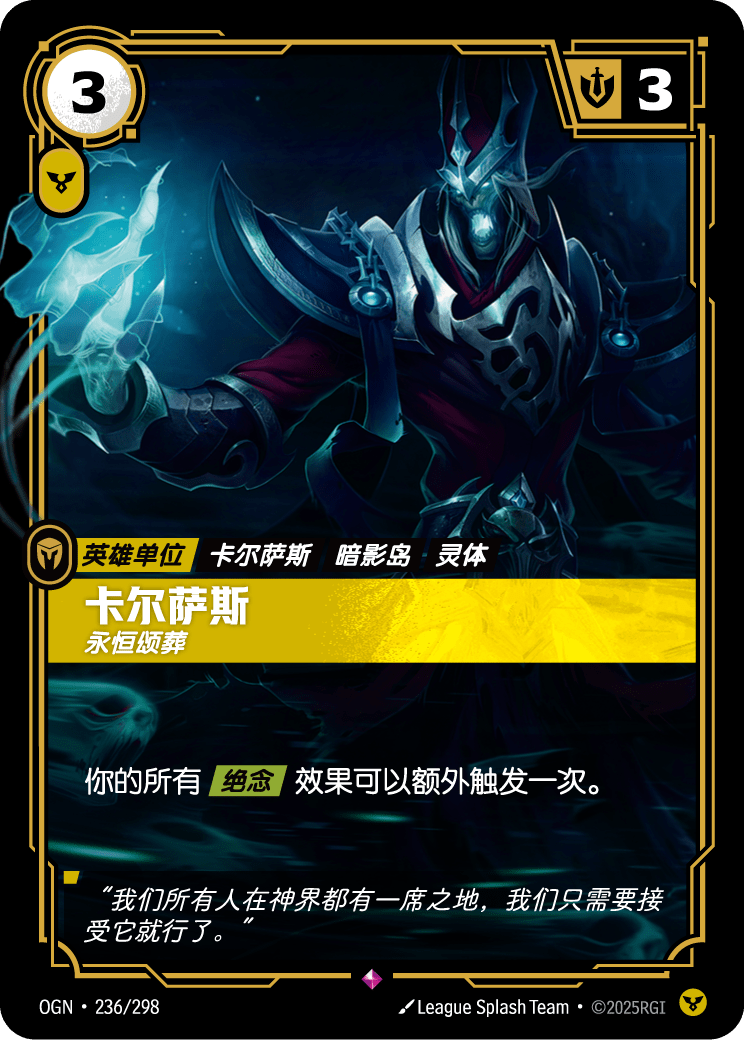 3
3
英雄单位 卡尔萨斯 暗影岛 灵体
卡尔萨斯
永恒颂葬
你的所有 绝念 效果可以额外触发一次。
“我们所有人在神界都有一席之地，我们只需要接
受它就行了。”
OGN • 236/298 League Splash Team • ©2025RGI